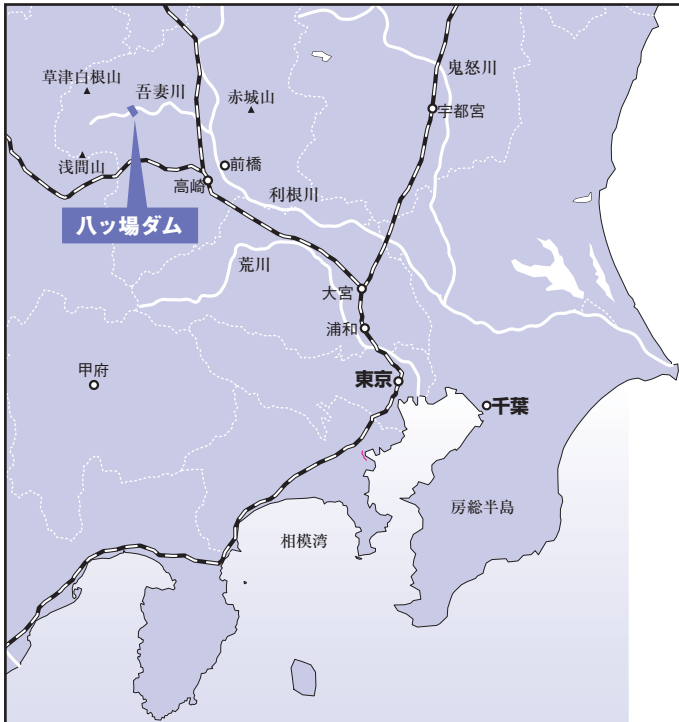 鬼怒川
草津白根山
吾妻川
赤城山
宇都宮
浅間山
前橋
高崎
利根川
八ッ場ダム
荒川
大宮
浦和
甲府
東京
千葉
房総半島
相模湾